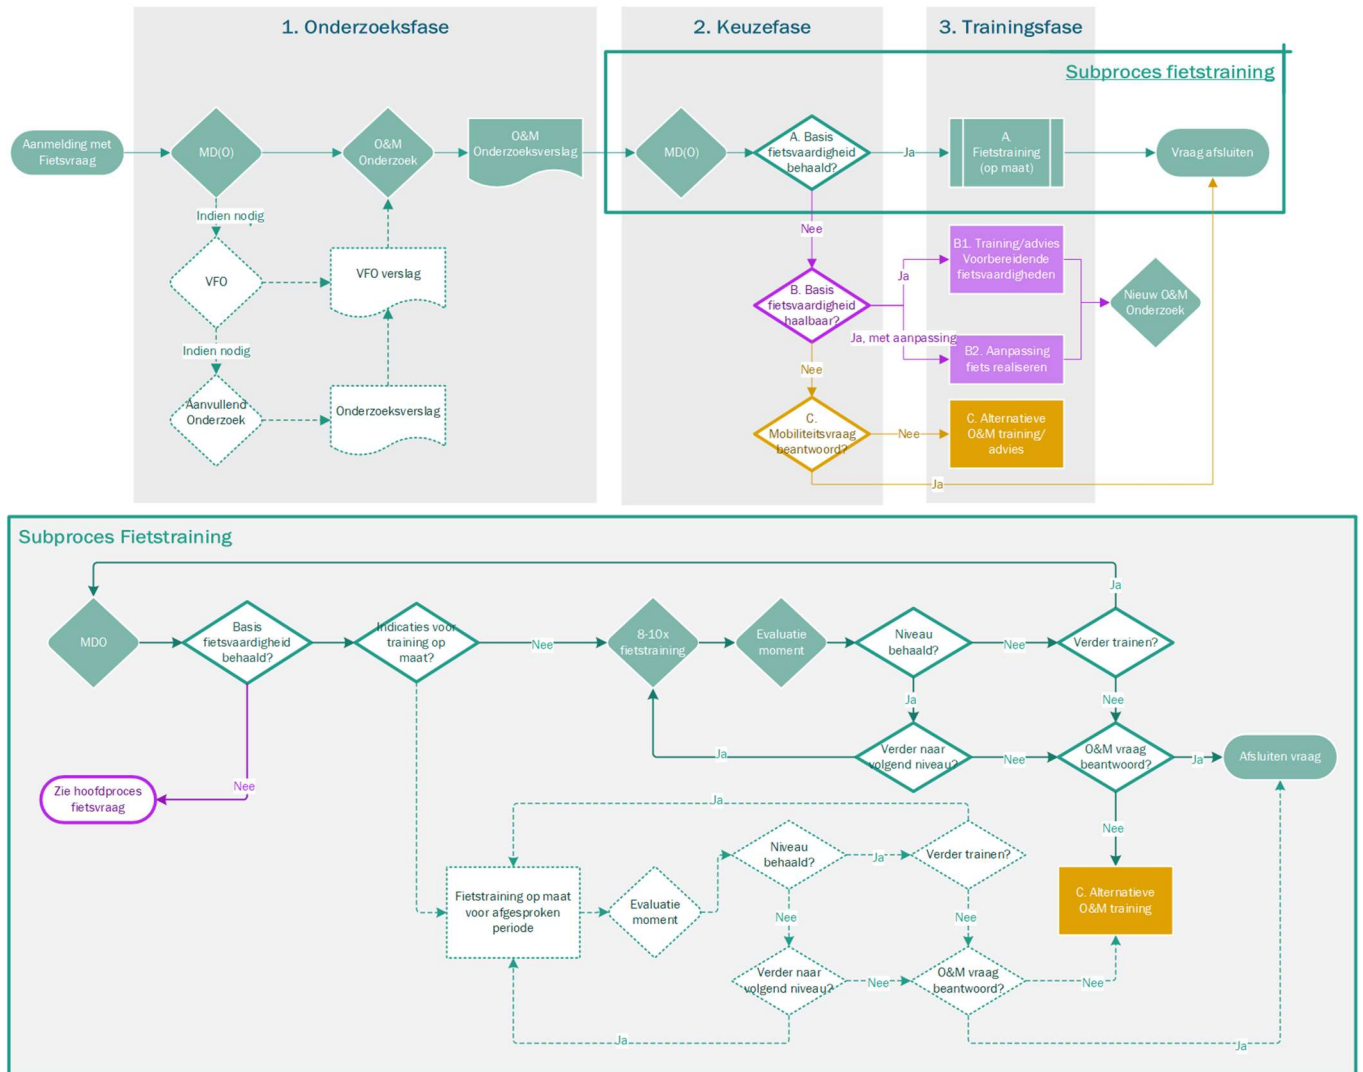 1. Onderzoeksfase
2. Keuzefase
3. Trainingsfase
Subproces fietstraining
Aanmelding met
Fietsvraag
MD(O)
O&M
Onderzoek
O&M
Onderzoeksverslag
MD(O)
A. Basis
fietsvaardigheid
behaald?
Ja
A.
Fietstraining
(op maat)
Vraag afsluiten
Indien nodig
Nee
VFO
VFO verslag
B. Basis
fietsvaardigheid
haalbaar?
Ja
Ja, met aanpassing
B1. Training/advies
Voorbereidende
fietsvaardigheden
B2. Aanpassing
fiets realiseren
Nieuw O&M
Onderzoek
Indien nodig
Nee
Aanvullend
Onderzoek
Onderzoeksverslag
C.
Mobiliteitsvraag
beantwoord?
Nee
C. Alternatieve
O&M training/
advies
Ja
Subproces Fietstraining
Ja
MDO
Basis
fietsvaardigheid
behaald?
Indicaties voor
training op
maat?
Nee
8-10x
fietstraining
Evaluatie
moment
Niveau
behaald?
Nee
Verder trainen?
Ja
Nee
Ja
Verder naar
volgend niveau?
Nee
O&M vraag
beantwoord?
Ja
Afsluiten vraag
Nee
Zie hoofdproces
fietsvraag
Ja
Nee
Niveau
behaald?
Ja
Verder trainen?
Fietstraining op maat
voor afgesproken
periode
Evaluatie
moment
C. Alternatieve
O&M training
Nee
Nee
Verder naar
volgend niveau?
Nee
O&M vraag
beantwoord?
Nee
Ja
Ja